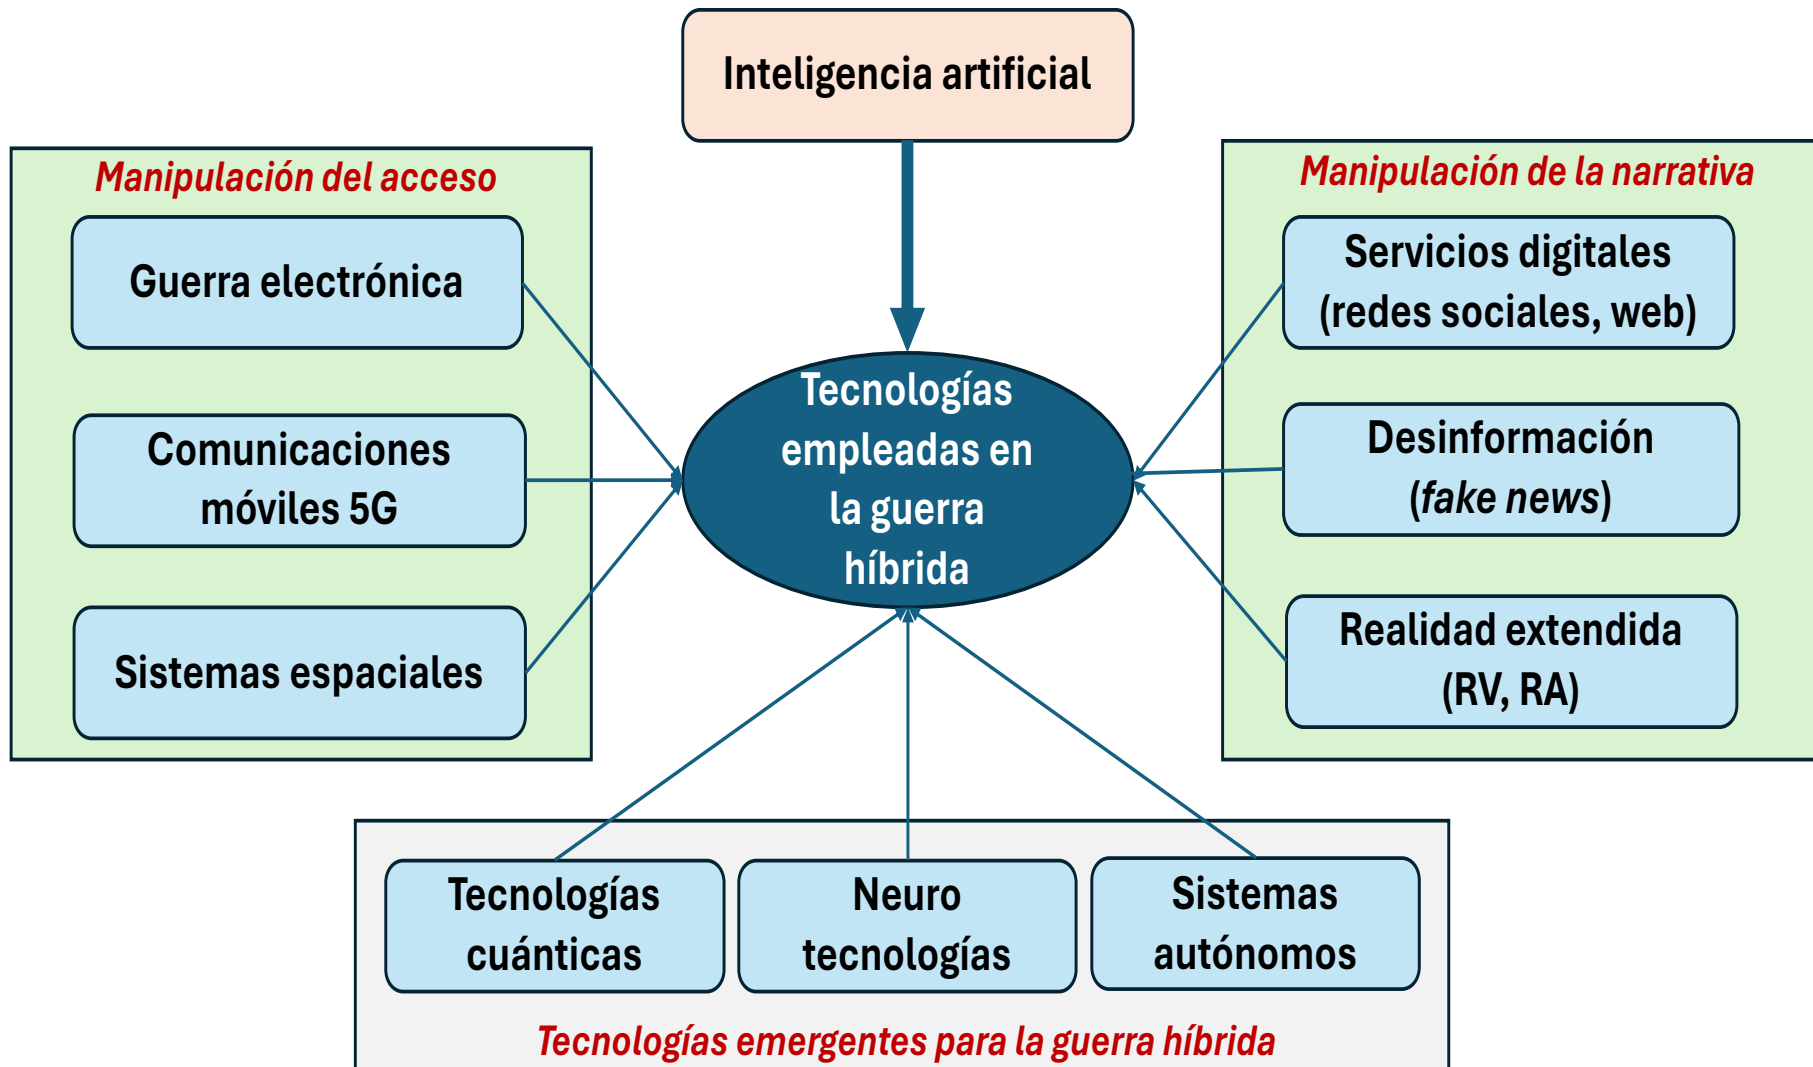 Inteligencia artificial
Manipulación del acceso
Guerra electrónica
Comunicaciones
móviles 5G
Sistemas espaciales
Tecnologías
empleadas en
la guerra
híbrida
Manipulación de la narrativa
Servicios digitales
(redes sociales, web)
Desinformación
(fake news)
Realidad extendida
(RV, RA)
Tecnologías
cuánticas
Neuro
tecnologías
Sistemas
autónomos
Tecnologías emergentes para la guerra híbrida